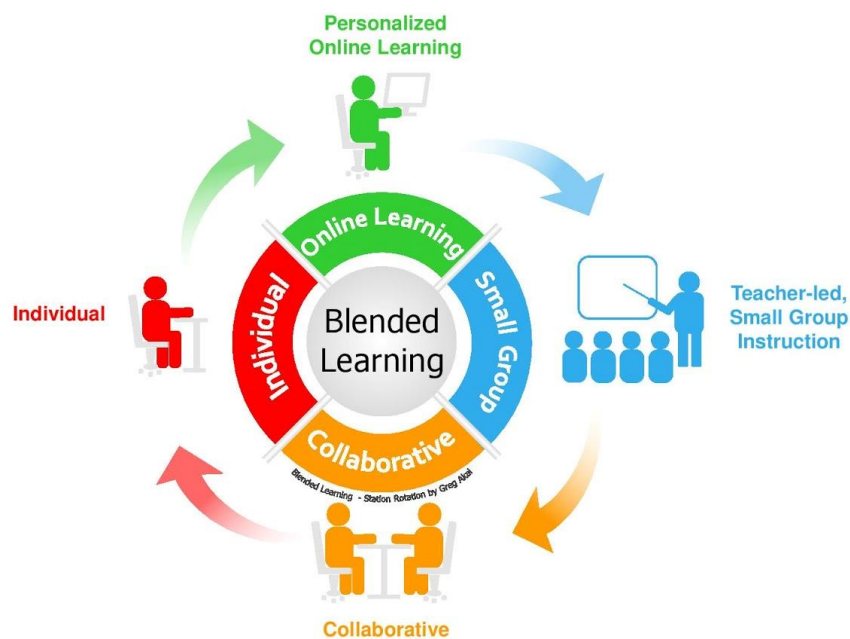 Personalized
Online Learning
Online Learning
Individual
Individual
Blended
Learning
Small Group
Teacher-led,
Small Group
Instruction
Collaborative
Blended Learning - Station Rotation by Greg Akai
Collaborative